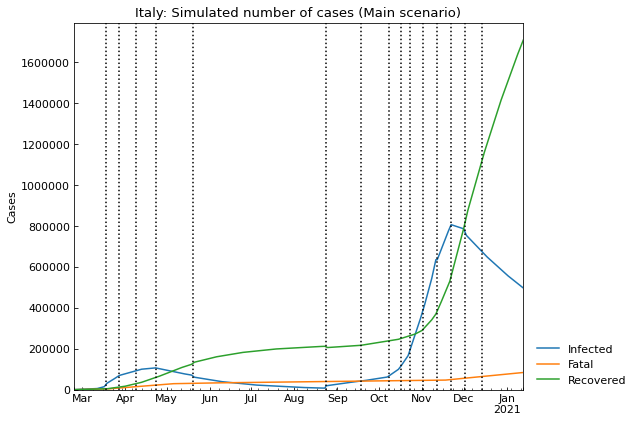 Italy: Simulated number of cases (Main scenario)
Cases
1600000
1400000
1200000
1000000
800000
600000
400000
200000
0
Mar Apr May Jun Jul Aug Sep Oct Nov Dec Jan
2021
Infected
Fatal
Recovered